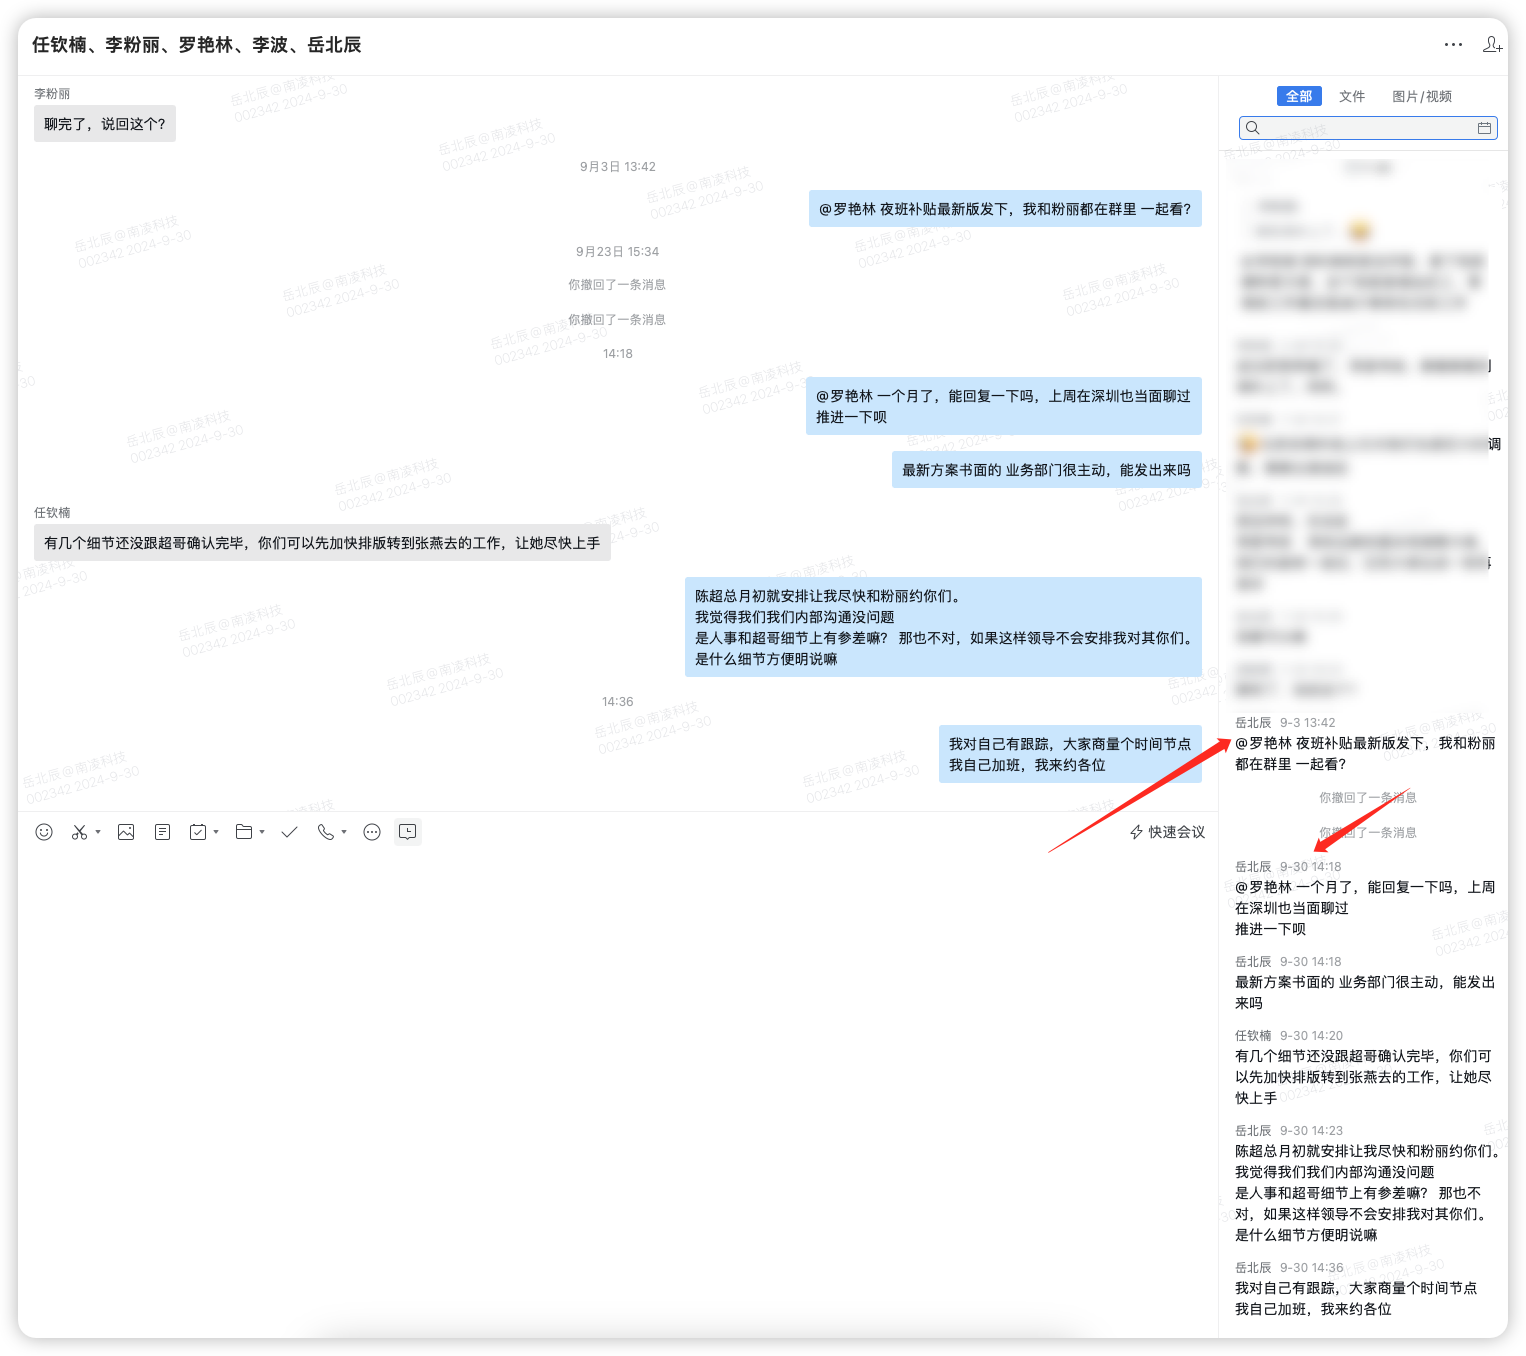 任钦楠、李粉丽、罗艳林、李波、岳北辰
李粉丽
聊完了，说回这个?
9月3日 13:42
@罗艳林 夜班补贴最新版发下，我和粉丽都在群里 一起看?
9月23日 15:34
你撤回了一条消息
你撤回了一条消息
14:18
@罗艳林 一个月了，能回复一下吗，上周在深圳也当面聊过
推进一下呗
最新方案书面的 业务部门很主动，能发出来吗
任钦楠
有几个细节还没跟超哥确认完毕，你们可以先加快排版转到张燕去的工作，让她尽快上手
陈超总月初就安排让我尽快和粉丽约你们。
我觉得我们我们内部沟通没问题
是人事和超哥细节上有参差嘛? 那也不对，如果这样领导不会安排我对其你们。
是什么细节方便明说嘛
14:36
我对自己有跟踪，大家商量个时间节点
我自己加班，我来约各位
快速会议
全部 文件 图片/视频
调
岳北辰 9-3 13:42
@罗艳林 夜班补贴最新版发下，我和粉丽
都在群里 一起看?
你撤回了一条消息
你撤回了一条消息
岳北辰 9-30 14:18
@罗艳林 一个月了，能回复一下吗，上周
在深圳也当面聊过
推进一下呗
岳北辰 9-30 14:18
最新方案书面的 业务部门很主动，能发出
来吗
任钦楠 9-30 14:20
有几个细节还没跟超哥确认完毕，你们可
以先加快排版转到张燕去的工作，让她尽
快上手
岳北辰 9-30 14:23
陈超总月初就安排让我尽快和粉丽约你们。
我觉得我们我们内部沟通没问题
是人事和超哥细节上有参差嘛? 那也不
对，如果这样领导不会安排我对其你们。
是什么细节方便明说嘛
岳北辰 9-30 14:36
我对自己有跟踪，大家商量个时间节点
我自己加班，我来约各位
岳北辰@南凌科技
002342 2024-9-30